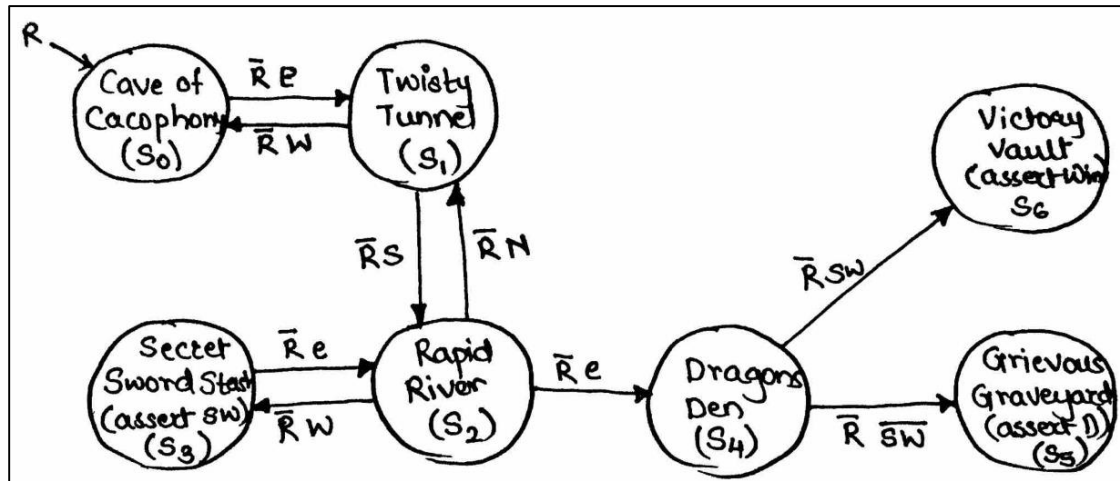 R
Cave of
Cacophony
(S0)
R̅ e
R̅ W
Twisty
Tunnel
(S1)
R̅ S
R̅ N
Secret
Sword Stash
(assert SW)
(S3)
R̅ e
R̅ W
Rapid
River
(S2)
R̅ e
Dragons
Den
(S4)
R̅ SW
R̅ S̅W̅
Victory
Vault
(assert Win)
S6
Grievous
Graveyard
(assert D)
(S5)